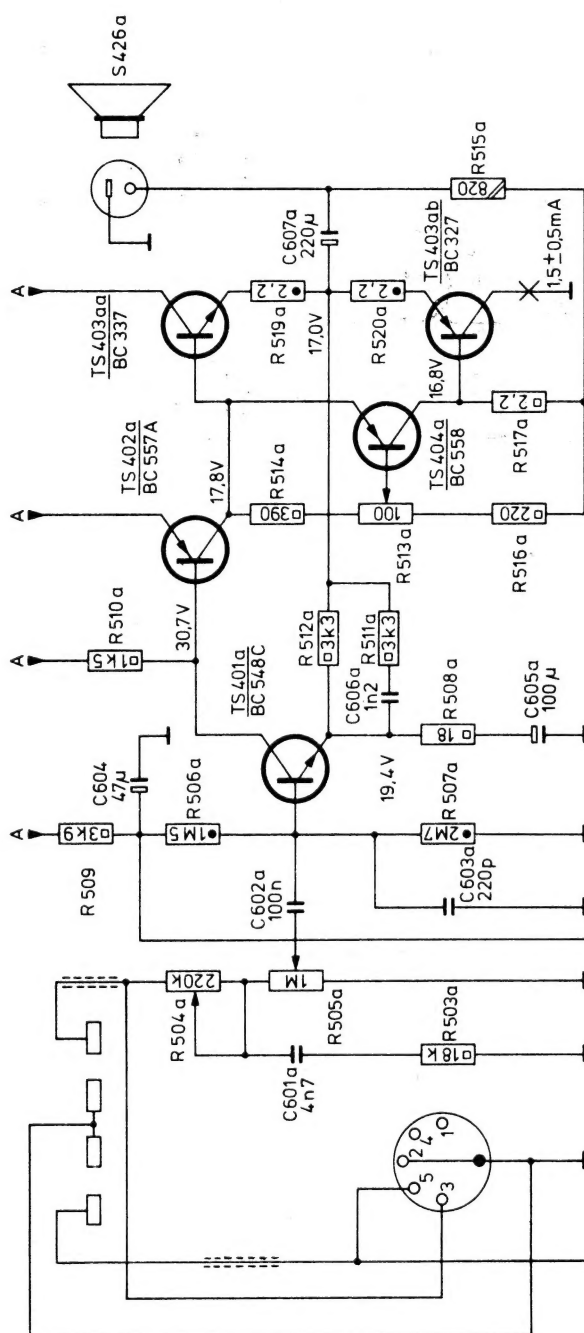 S426a
A
A
A
A
TS403aa
BC337
2,2
R519a
17,0V
C607a
220µ
2,2
R520a
TS403ab
BC327
R515a
820
1,5±0,5mA
TS402a
BC557A
17,8V
R514a
390
100
R513a
TS404a
BC558
16,8V
2,2
R517a
220
R516a
R510a
1k5
30,7V
TS401a
BC548C
R512a
3k3
R511a
3k3
C606a
1n2
19,4V
R508a
18
C605a
100µ
R509
3k9
C604
47µ
R506a
1M5
C602a
100n
R507a
2M7
C603a
220p
R504a
220k
1M
R505a
C601a
4n7
R503a
18k
1
4
2
5
3